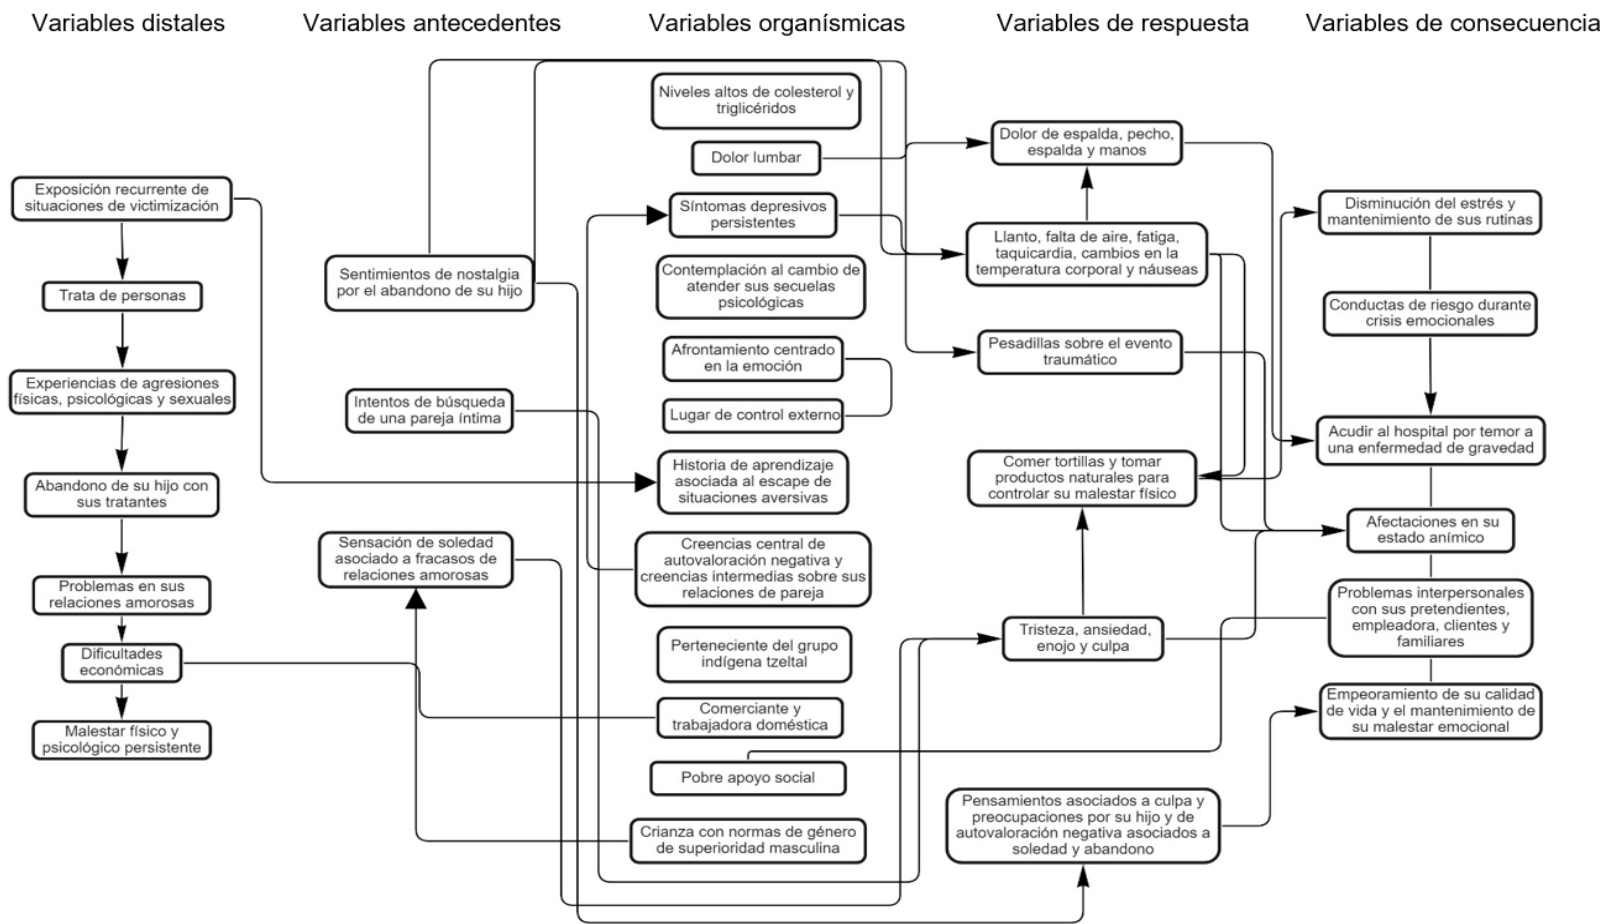 Variables distales
Variables antecedentes
Variables organísmicas
Variables de respuesta
Variables de consecuencia
Exposición recurrente de
situaciones de victimización
Trata de personas
Experiencias de agresiones
físicas, psicológicas y sexuales
Abandono de su hijo con
sus tratantes
Problemas en sus
relaciones amorosas
Dificultades
económicas
Malestar físico y
psicológico persistente
Sentimientos de nostalgia
por el abandono de su hijo
Intentos de búsqueda
de una pareja íntima
Sensación de soledad
asociado a fracasos de
relaciones amorosas
Niveles altos de colesterol y
triglicéridos
Dolor lumbar
Síntomas depresivos
persistentes
Contemplación al cambio de
atender sus secuelas
psicológicas
Afrontamiento centrado
en la emoción
Lugar de control externo
Historia de aprendizaje
asociada al escape de
situaciones aversivas
Creencias central de
autovaloración negativa y
creencias intermedias sobre sus
relaciones de pareja
Perteneciente del grupo
indígena tzeltal
Comerciante y
trabajadora doméstica
Pobre apoyo social
Crianza con normas de género
de superioridad masculina
Dolor de espalda, pecho,
espalda y manos
Llanto, falta de aire, fatiga,
taquicardia, cambios en la
temperatura corporal y náuseas
Pesadillas sobre el evento
traumático
Comer tortillas y tomar
productos naturales para
controlar su malestar físico
Tristeza, ansiedad,
enojo y culpa
Pensamientos asociados a culpa y
preocupaciones por su hijo y de
autovaloración negativa asociados a
soledad y abandono
Disminución del estrés y
mantenimiento de sus rutinas
Conductas de riesgo durante
crisis emocionales
Acudir al hospital por temor a
una enfermedad de gravedad
Afectaciones en su
estado anímico
Problemas interpersonales
con sus pretendientes,
empleadora, clientes y
familiares
Empeoramiento de su calidad
de vida y el mantenimiento de
su malestar emocional